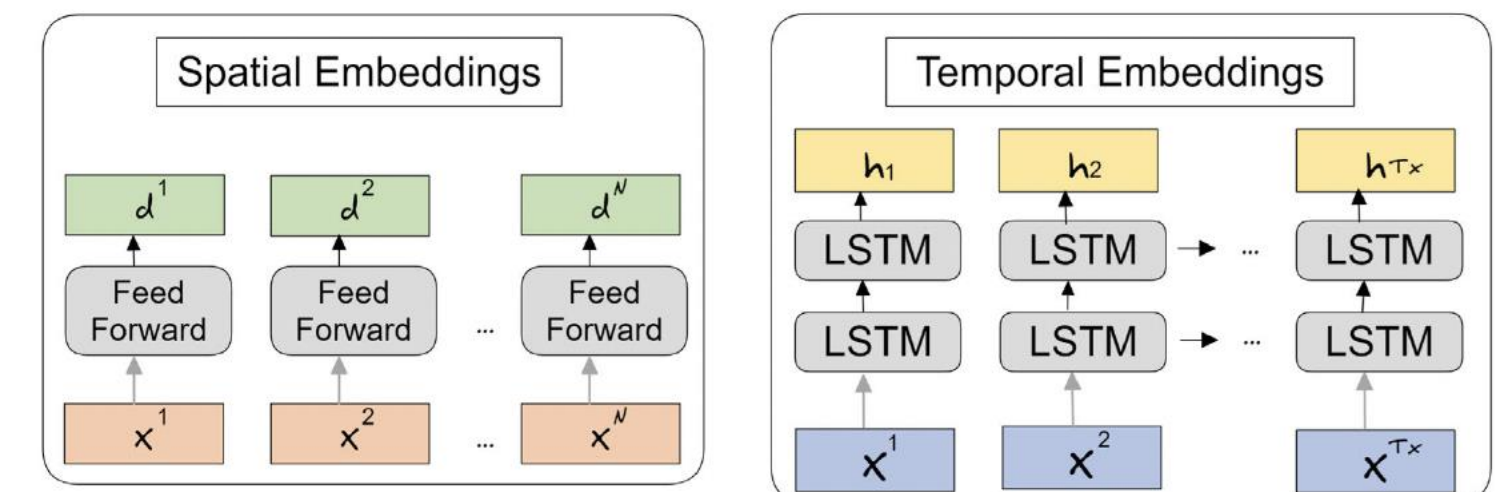 Spatial Embeddings
d^1 d^2 d^N
Feed Forward Feed Forward ... Feed Forward
x^1 x^2 ... x^N
Temporal Embeddings
h1 h2 hTx
LSTM LSTM ... LSTM
LSTM LSTM ... LSTM
x^1 x^2 x^Tx